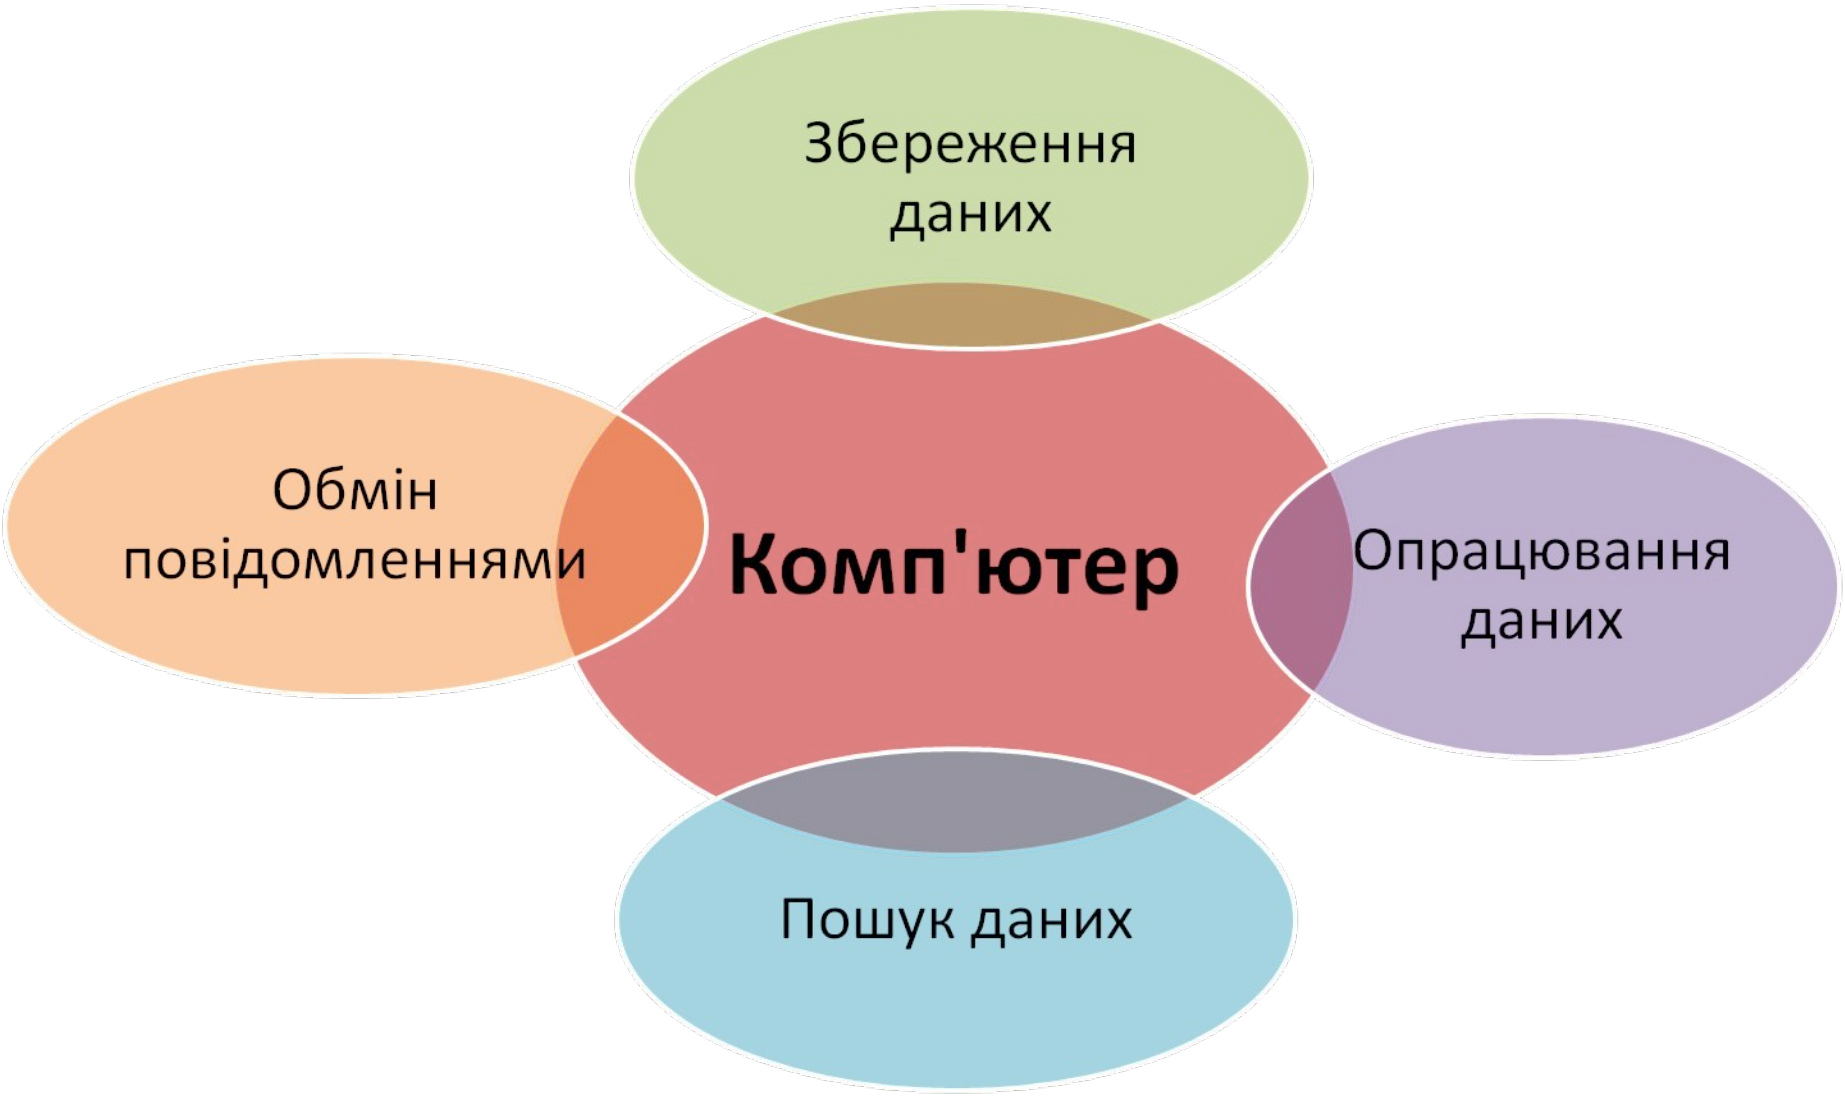 Збереження
даних
Обмін
повідомленнями
Комп'ютер
Опрацювання
даних
Пошук даних